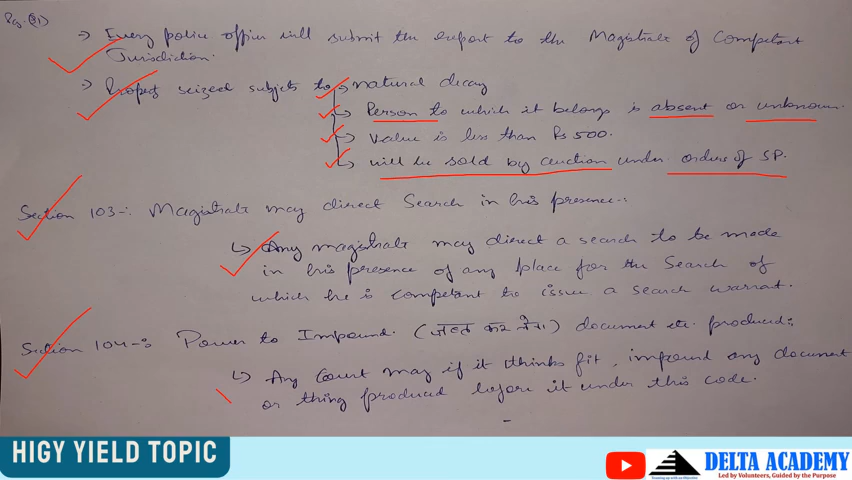 Pg. (31)
→ Every police officer will submit the report to the Magistrate of Competent
Jurisdiction.
→ Property seized subjects to → natural decay
↳ Person to which it belongs is absent or unknown.
↳ Value is less than Rs 500.
↳ will be sold by auction under orders of SP.
Section 103-: Magistrate may direct Search in his presence-:
↳ Any magistrate may direct a search to be made
in his presence of any place for the Search of
which he is competent to issue a search warrant.
Section 104-: Power to Impound. (जब्त कर लेना) document etc. produced:
↳ Any Court may if it thinks fit, impound any document
or thing produced before it under this code.
HIGY YIELD TOPIC
DELTA ACADEMY
Led by Volunteers, Guided by the Purpose